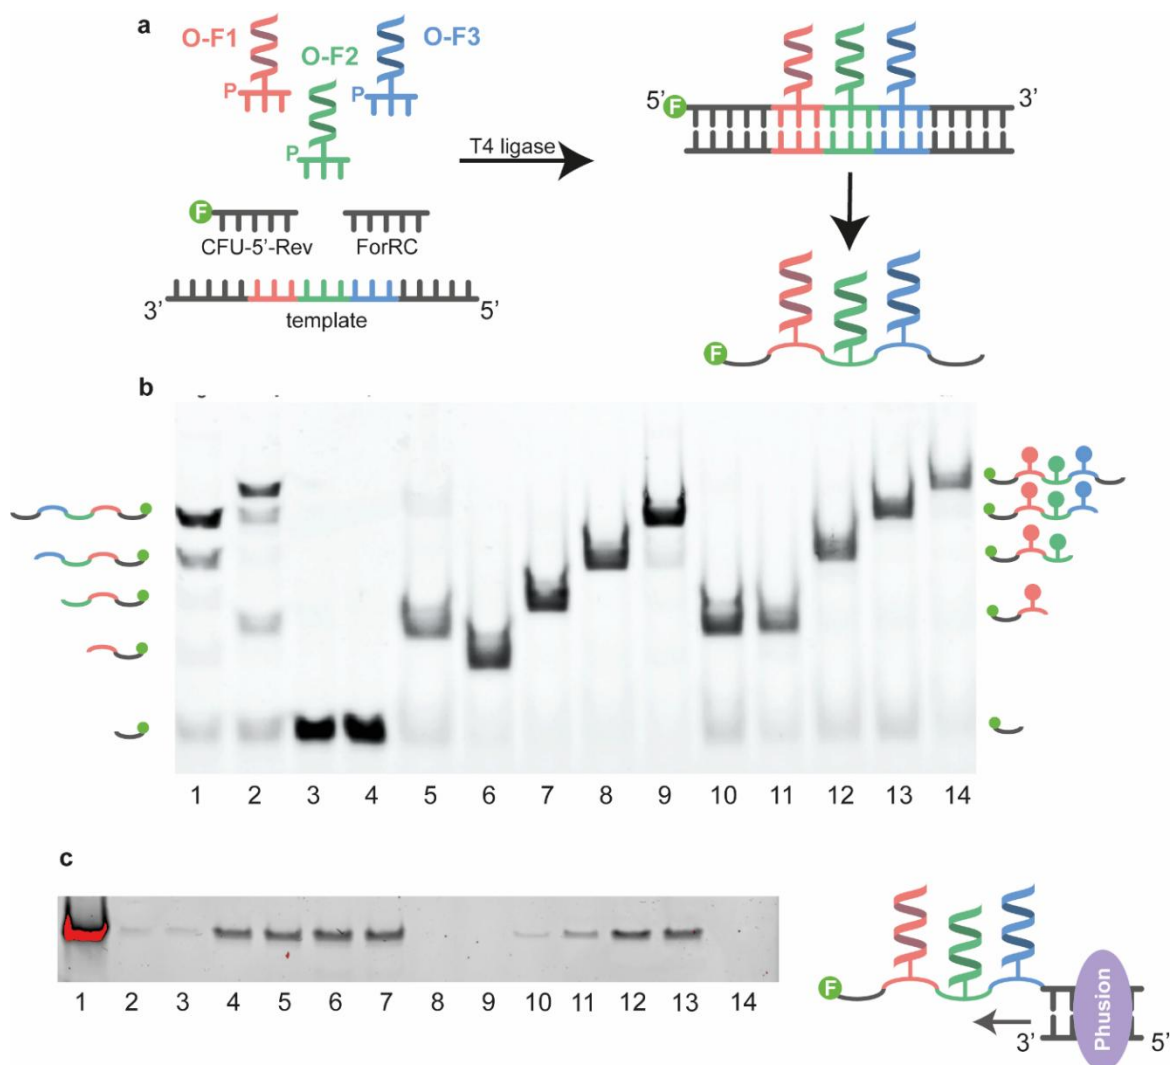 a
O-F1
O-F2
O-F3
P
P
P
T4 ligase
5’
F
3’
F
CFU-5’-Rev
ForRC
3’
template
5’
F
b
1 2 3 4 5 6 7 8 9 10 11 12 13 14
c
1 2 3 4 5 6 7 8 9 10 11 12 13 14
F
Phusion
3’
5’